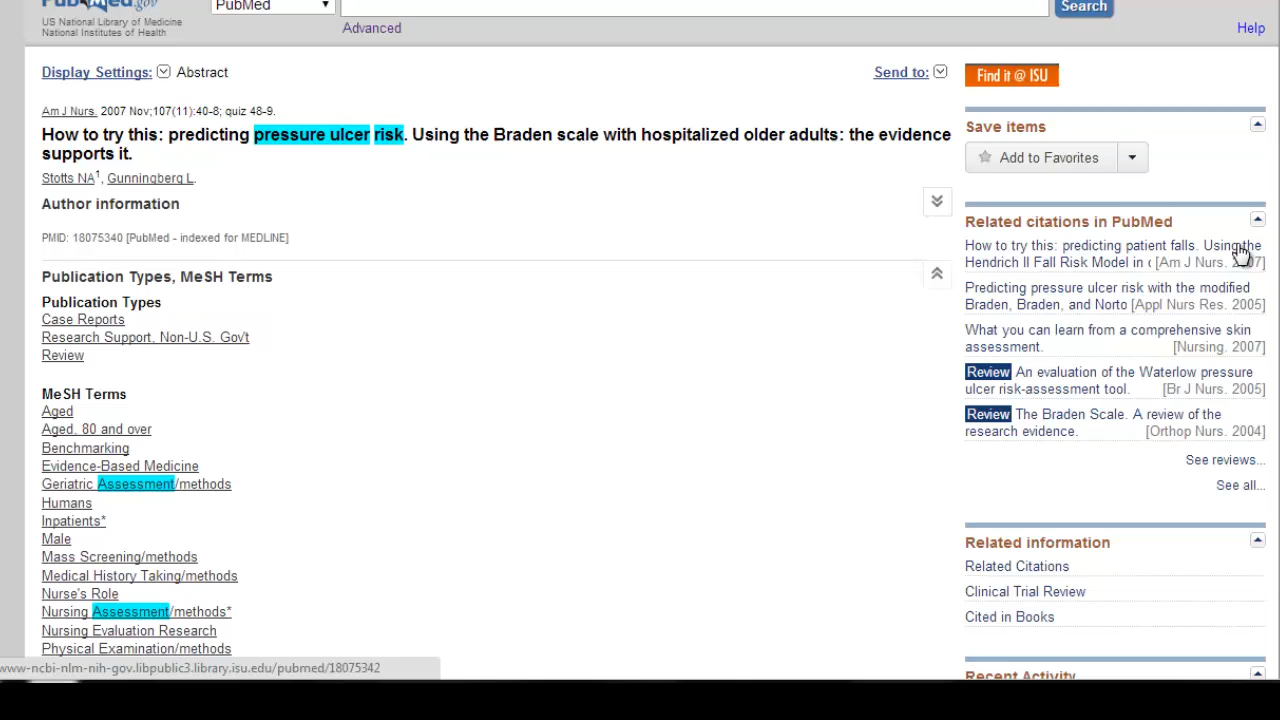 PubMed.gov
US National Library of Medicine
National Institutes of Health
PubMed
Search
Advanced
Help
Display Settings: Abstract
Send to:
Find it @ ISU
Am J Nurs. 2007 Nov;107(11):40-8; quiz 48-9.
How to try this: predicting pressure ulcer risk. Using the Braden scale with hospitalized older adults: the evidence
supports it.
Stotts NA1, Gunningberg L.
Author information
PMID: 18075340 [PubMed - indexed for MEDLINE]
Publication Types, MeSH Terms
Publication Types
Case Reports
Research Support, Non-U.S. Gov't
Review
MeSH Terms
Aged
Aged, 80 and over
Benchmarking
Evidence-Based Medicine
Geriatric Assessment/methods
Humans
Inpatients*
Male
Mass Screening/methods
Medical History Taking/methods
Nurse's Role
Nursing Assessment/methods*
Nursing Evaluation Research
Physical Examination/methods
www-ncbi-nlm-nih-gov.libpublic3.library.isu.edu/pubmed/18075342
Save items
Add to Favorites
Related citations in PubMed
How to try this: predicting patient falls. Using the
Hendrich II Fall Risk Model in c [Am J Nurs. 2007]
Predicting pressure ulcer risk with the modified
Braden, Braden, and Norto [Appl Nurs Res. 2005]
What you can learn from a comprehensive skin
assessment. [Nursing. 2007]
Review An evaluation of the Waterlow pressure
ulcer risk-assessment tool. [Br J Nurs. 2005]
Review The Braden Scale. A review of the
research evidence. [Orthop Nurs. 2004]
See reviews...
See all...
Related information
Related Citations
Clinical Trial Review
Cited in Books
Recent Activity